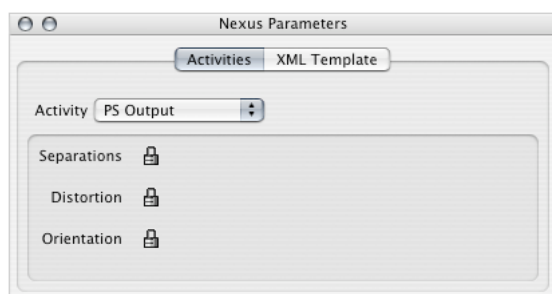 Nexus Parameters
Activities XML Template
Activity PS Output
Separations
Distortion
Orientation